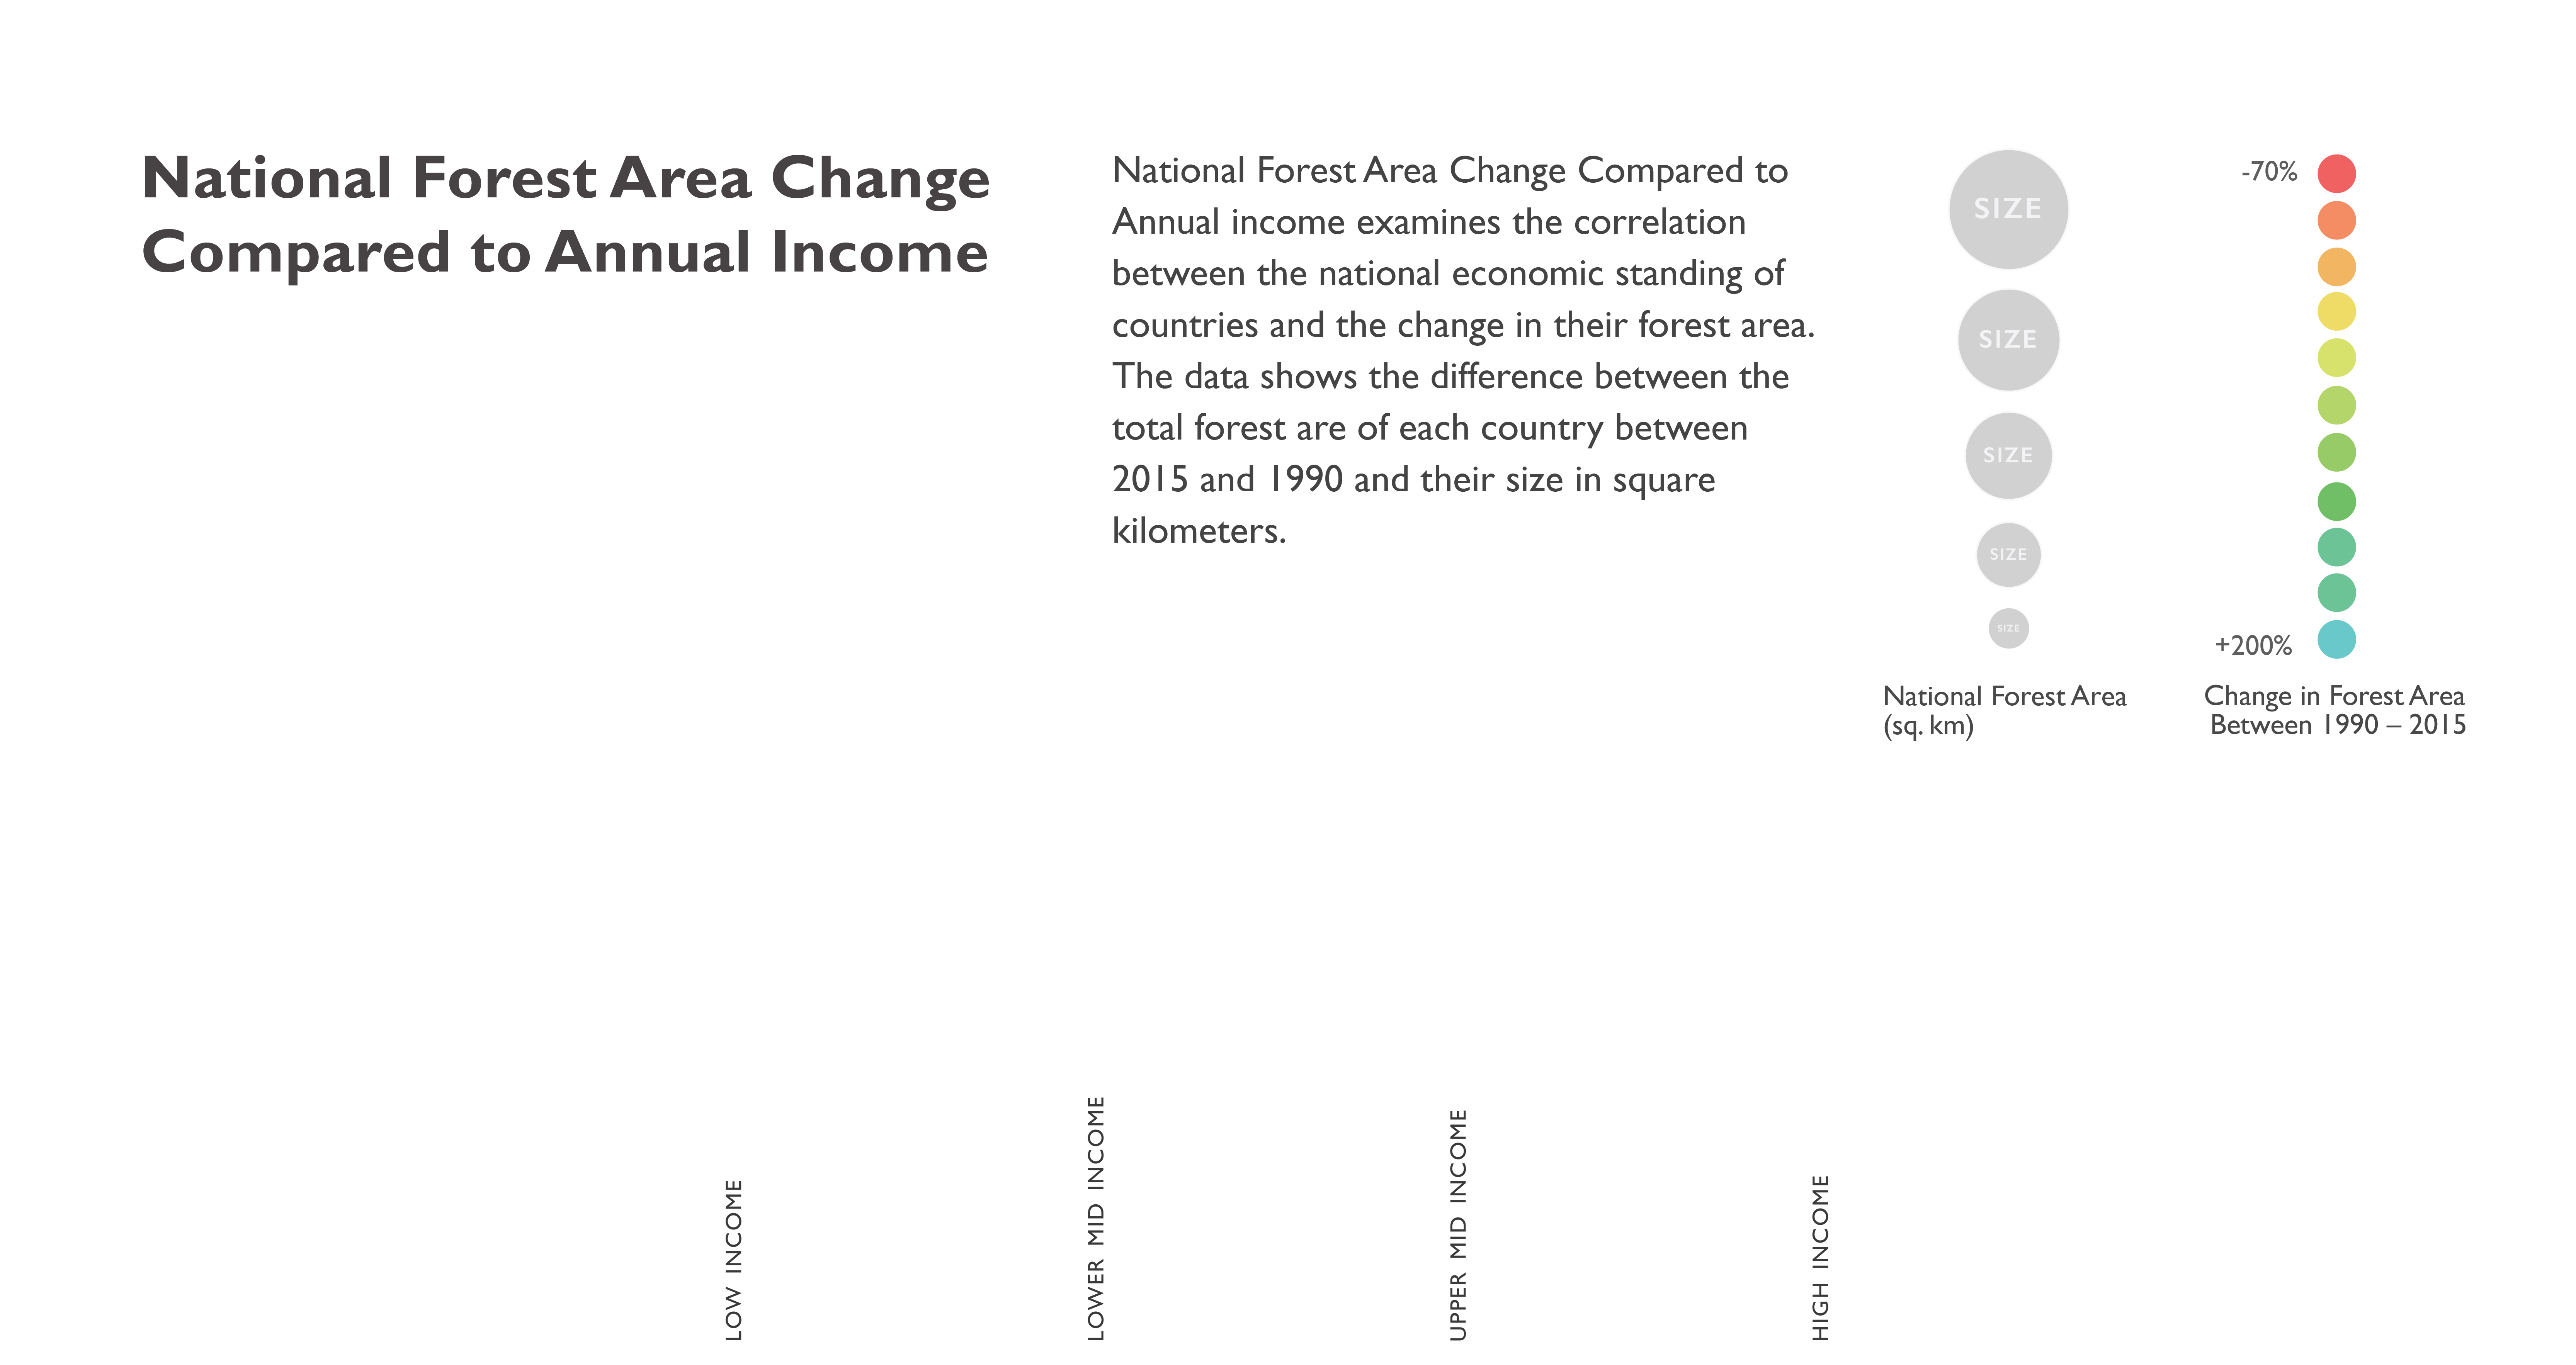 National Forest Area Change
Compared to Annual Income
National Forest Area Change Compared to
Annual income examines the correlation
between the national economic standing of
countries and the change in their forest area.
The data shows the difference between the
total forest are of each country between
2015 and 1990 and their size in square
kilometers.
SIZE
SIZE
SIZE
SIZE
SIZE
National Forest Area
(sq. km)
-70%
+200%
Change in Forest Area
Between 1990 – 2015
LOW INCOME
LOWER MID INCOME
UPPER MID INCOME
HIGH INCOME